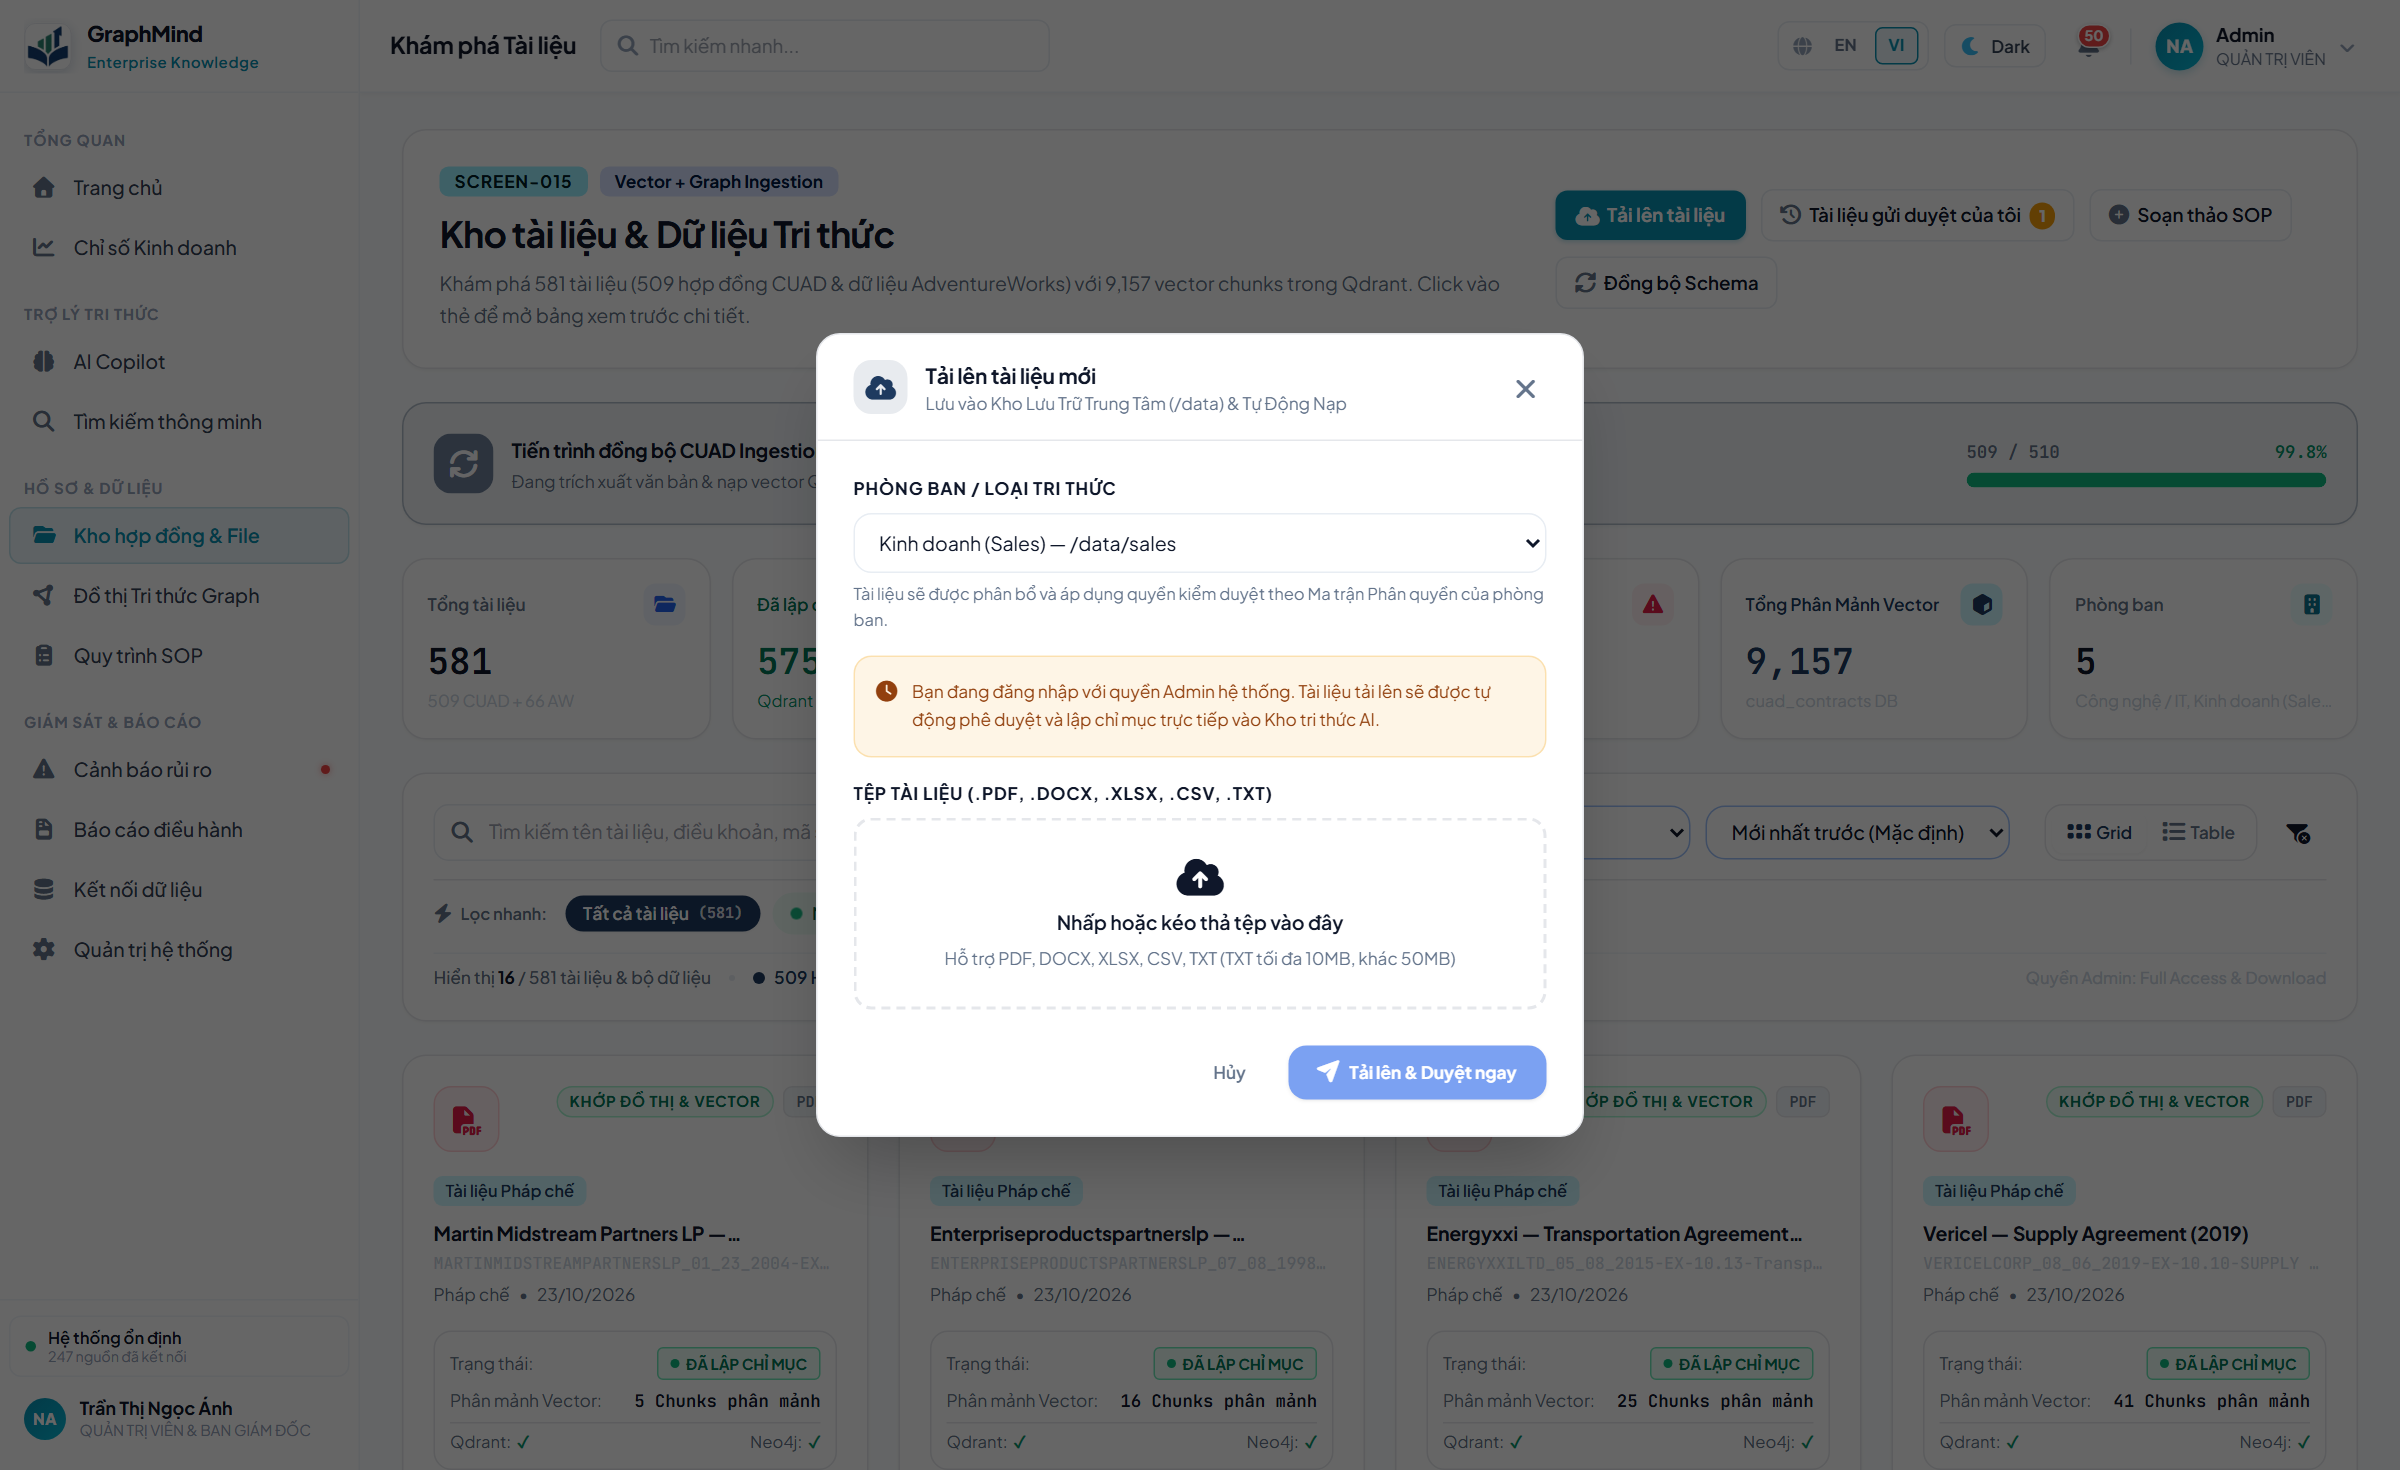 GraphMind
Enterprise Knowledge
Khám phá Tài liệu
Tìm kiếm nhanh...
EN
VI
Dark
50
NA
Admin
QUẢN TRỊ VIÊN
TỔNG QUAN
Trang chủ
Chỉ số Kinh doanh
TRỢ LÝ TRI THỨC
AI Copilot
Tìm kiếm thông minh
HỒ SƠ & DỮ LIỆU
Kho hợp đồng & File
Đồ thị Tri thức Graph
Quy trình SOP
GIÁM SÁT & BÁO CÁO
Cảnh báo rủi ro
Báo cáo điều hành
Kết nối dữ liệu
Quản trị hệ thống
Hệ thống ổn định
247 nguồn đã kết nối
NA
Trần Thị Ngọc Ánh
QUẢN TRỊ VIÊN & BAN GIÁM ĐỐC
SCREEN-015
Vector + Graph Ingestion
Kho tài liệu & Dữ liệu Tri thức
Khám phá 581 tài liệu (509 hợp đồng CUAD & dữ liệu AdventureWorks) với 9,157 vector chunks trong Qdrant. Click vào
thẻ để mở bảng xem trước chi tiết.
Tải lên tài liệu
Tài liệu gửi duyệt của tôi 1
Soạn thảo SOP
Đồng bộ Schema
Tiến trình đồng bộ CUAD Ingestio
Đang trích xuất văn bản & nạp vector
509 / 510
99.8%
Tổng tài liệu
581
509 CUAD + 66 AW
Đã lập
575
Qdrant
Tổng Phân Mảnh Vector
9,157
cuad_contracts DB
Phòng ban
5
Công nghệ / IT, Kinh doanh (Sale...
Tìm kiếm tên tài liệu, điều khoản, mã
Mới nhất trước (Mặc định)
Grid
Table
Lọc nhanh:
Tất cả tài liệu (581)
Hiển thị 16 / 581 tài liệu & bộ dữ liệu
509
Quyền Admin: Full Access & Download
Tải lên tài liệu mới
Lưu vào Kho Lưu Trữ Trung Tâm (/data) & Tự Động Nạp
PHÒNG BAN / LOẠI TRI THỨC
Kinh doanh (Sales) — /data/sales
Tài liệu sẽ được phân bổ và áp dụng quyền kiểm duyệt theo Ma trận Phân quyền của phòng
ban.
Bạn đang đăng nhập với quyền Admin hệ thống. Tài liệu tải lên sẽ được tự
động phê duyệt và lập chỉ mục trực tiếp vào Kho tri thức AI.
TỆP TÀI LIỆU (.PDF, .DOCX, .XLSX, .CSV, .TXT)
Nhấp hoặc kéo thả tệp vào đây
Hỗ trợ PDF, DOCX, XLSX, CSV, TXT (TXT tối đa 10MB, khác 50MB)
Hủy
Tải lên & Duyệt ngay
PDF
KHỚP ĐỒ THỊ & VECTOR
PD
Tài liệu Pháp chế
Martin Midstream Partners LP — ...
MARTINMIDSTREAMPARTNERSLP_01_23_2004-EX...
Pháp chế • 23/10/2026
Trạng thái:
ĐÃ LẬP CHỈ MỤC
Phân mảnh Vector:
5 Chunks phân mảnh
Qdrant: ✓
Neo4j: ✓
Tài liệu Pháp chế
Enterpriseproductspartnerslp — ...
ENTERPRISEPRODUCTSPARTNERSLP_07_08_1998...
Pháp chế • 23/10/2026
Trạng thái:
ĐÃ LẬP CHỈ MỤC
Phân mảnh Vector:
16 Chunks phân mảnh
Qdrant: ✓
Neo4j: ✓
ỚP ĐỒ THỊ & VECTOR
PDF
Tài liệu Pháp chế
Energyxxi — Transportation Agreement...
ENERGYXXILTD_05_08_2015-EX-10.13-Transp...
Pháp chế • 23/10/2026
Trạng thái:
ĐÃ LẬP CHỈ MỤC
Phân mảnh Vector:
25 Chunks phân mảnh
Qdrant: ✓
Neo4j: ✓
PDF
KHỚP ĐỒ THỊ & VECTOR
PDF
Tài liệu Pháp chế
Vericel — Supply Agreement (2019)
VERICELCORP_08_06_2019-EX-10.10-SUPPLY ...
Pháp chế • 23/10/2026
Trạng thái:
ĐÃ LẬP CHỈ MỤC
Phân mảnh Vector:
41 Chunks phân mảnh
Qdrant: ✓
Neo4j: ✓